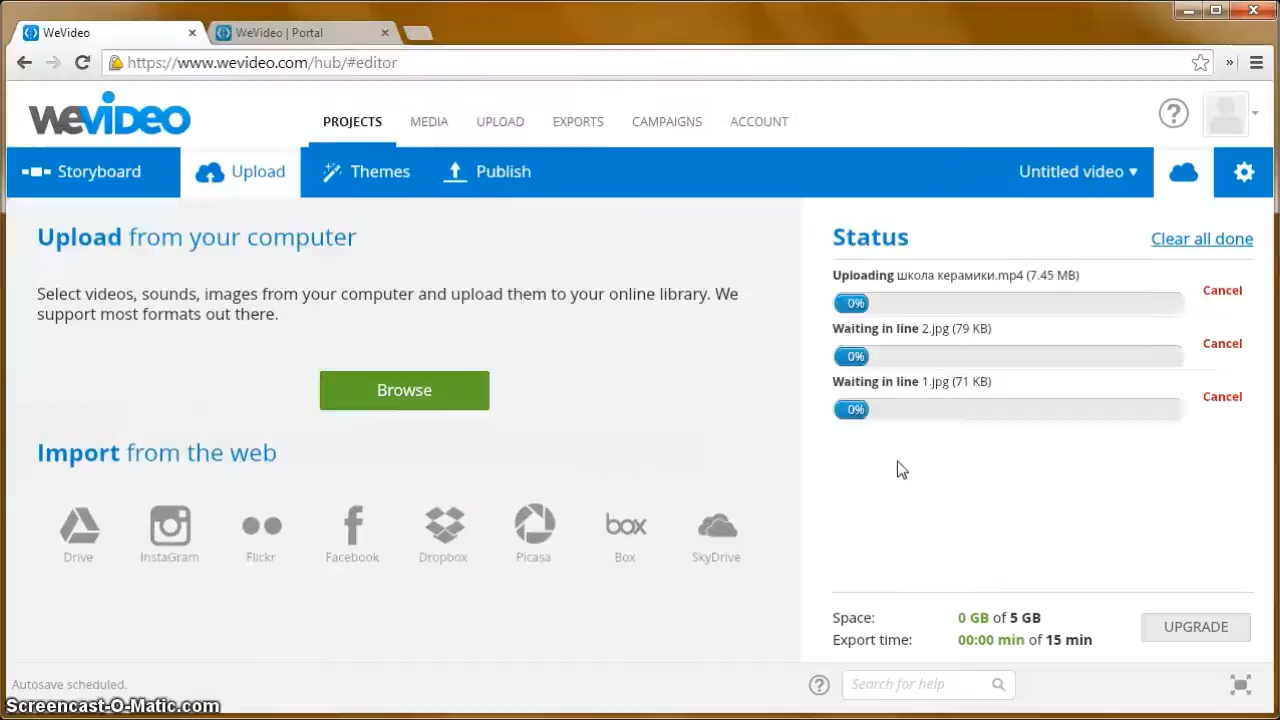 WeVideo
WeVideo | Portal
https://www.wevideo.com/hub/#editor
WEVIDEO
PROJECTS
MEDIA
UPLOAD
EXPORTS
CAMPAIGNS
ACCOUNT
Storyboard
Upload
Themes
Publish
Untitled video
Upload from your computer
Select videos, sounds, images from your computer and upload them to your online library. We
support most formats out there.
Browse
Import from the web
Drive
InstaGram
Flickr
Facebook
Dropbox
Picasa
box
Box
SkyDrive
Status
Clear all done
Uploading школа керамики.mp4 (7.45 MB)
0%
Cancel
Waiting in line 2.jpg (79 KB)
0%
Cancel
Waiting in line 1.jpg (71 KB)
0%
Cancel
Space: 0 GB of 5 GB
Export time: 00:00 min of 15 min
UPGRADE
Autosave scheduled.
Search for help
Screencast-O-Matic.com